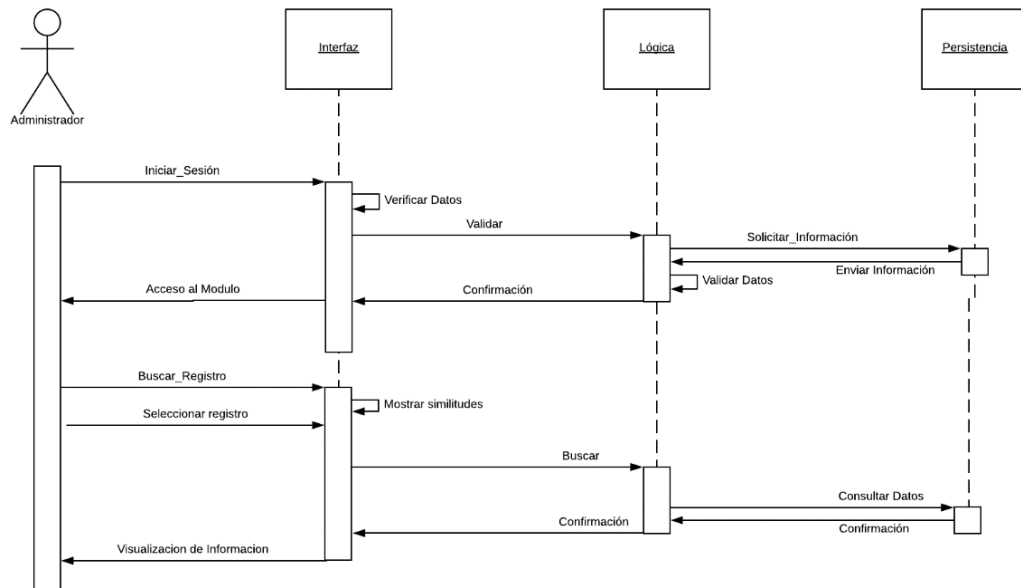 Interfaz
Lógica
Persistencia
Administrador
Iniciar_Sesión
Verificar Datos
Validar
Solicitar_Información
Enviar Información
Validar Datos
Acceso al Modulo
Confirmación
Buscar_Registro
Mostrar similitudes
Seleccionar registro
Buscar
Consultar Datos
Confirmación
Confirmación
Visualizacion de Informacion